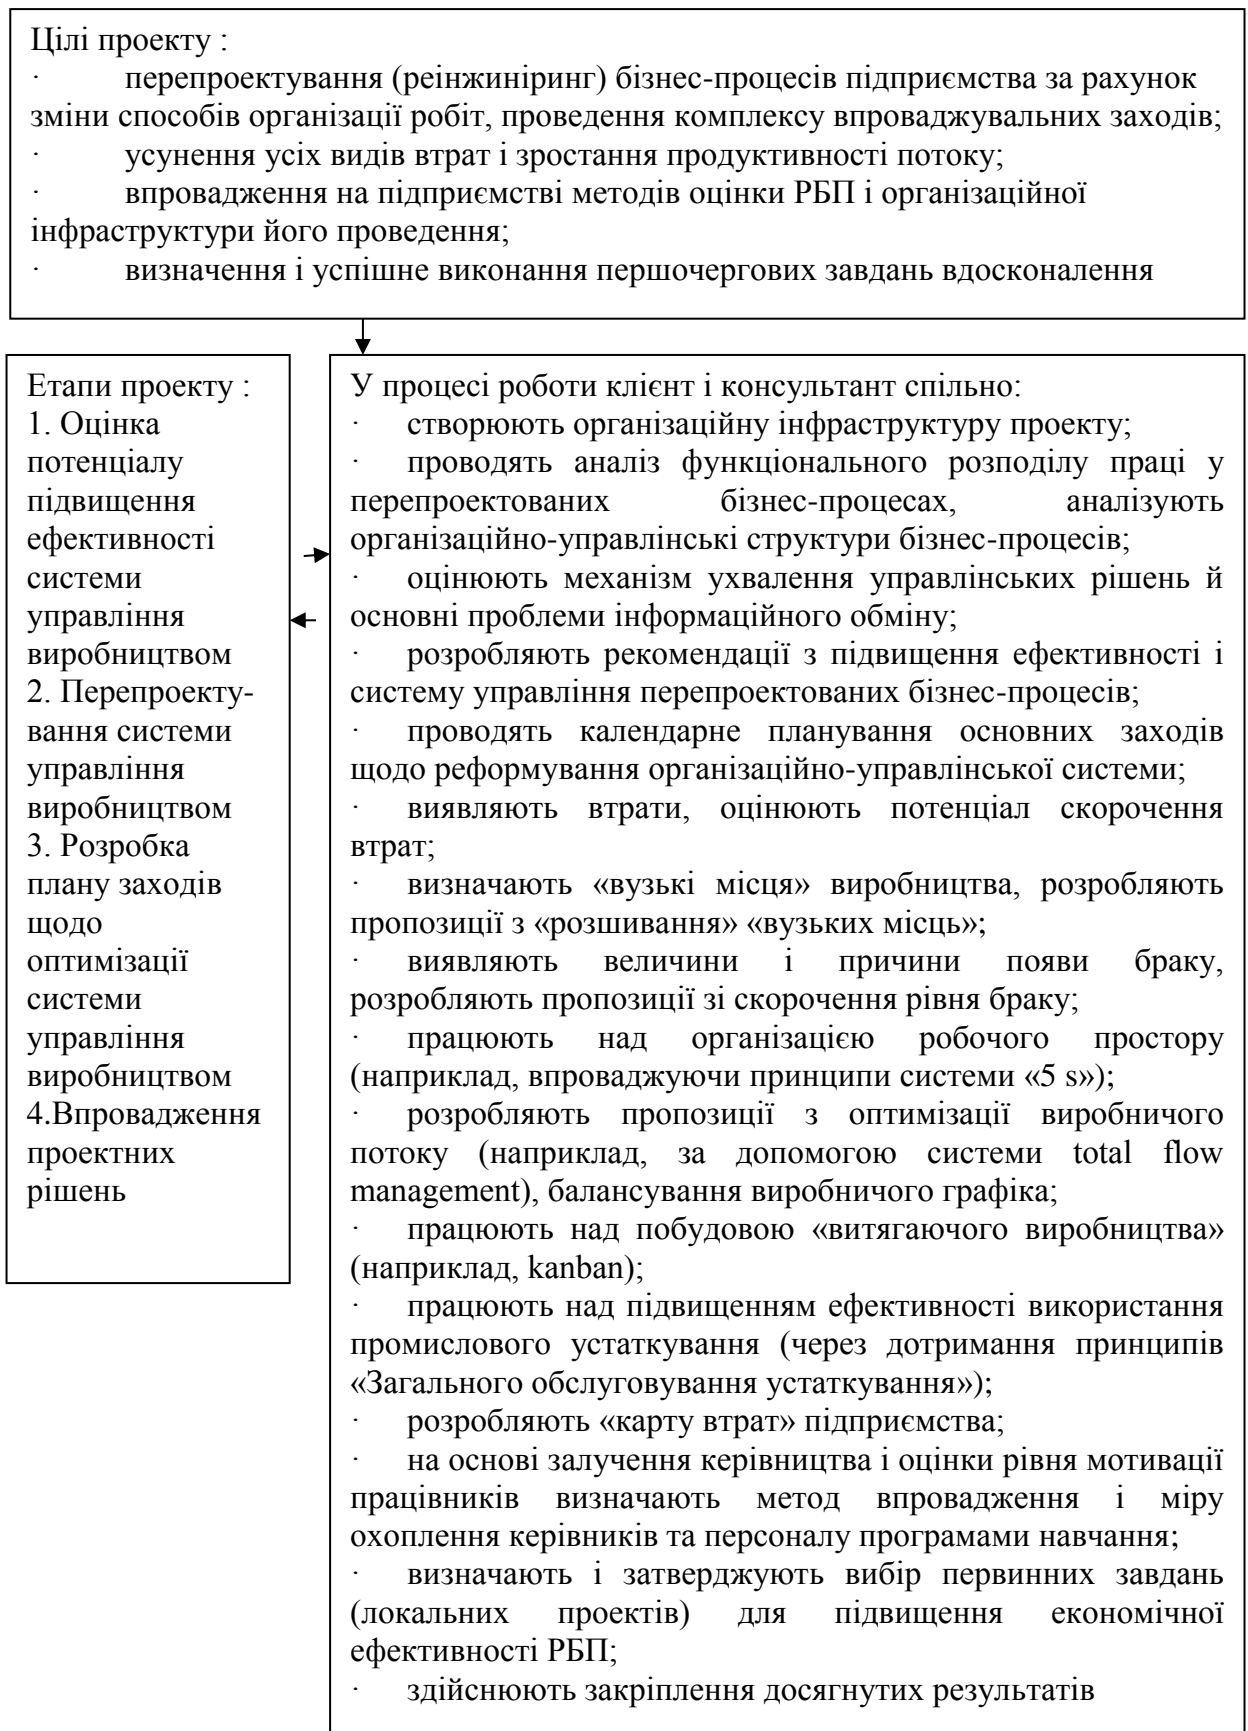 Цілі проекту :
· перепроектування (реінжиніринг) бізнес-процесів підприємства за рахунок
зміни способів організації робіт, проведення комплексу впроваджувальних заходів;
· усунення усіх видів втрат і зростання продуктивності потоку;
· впровадження на підприємстві методів оцінки РБП і організаційної
інфраструктури його проведення;
· визначення і успішне виконання першочергових завдань вдосконалення
Етапи проекту :
1. Оцінка
потенціалу
підвищення
ефективності
системи
управління
виробництвом
2. Перепроекту-
вання системи
управління
виробництвом
3. Розробка
плану заходів
щодо
оптимізації
системи
управління
виробництвом
4.Впровадження
проектних
рішень
У процесі роботи клієнт і консультант спільно:
· створюють організаційну інфраструктуру проекту;
· проводять аналіз функціонального розподілу праці у
перепроектованих бізнес-процесах, аналізують
організаційно-управлінські структури бізнес-процесів;
· оцінюють механізм ухвалення управлінських рішень й
основні проблеми інформаційного обміну;
· розробляють рекомендації з підвищення ефективності і
систему управління перепроектованих бізнес-процесів;
· проводять календарне планування основних заходів
щодо реформування організаційно-управлінської системи;
· виявляють втрати, оцінюють потенціал скорочення
втрат;
· визначають «вузькі місця» виробництва, розробляють
пропозиції з «розшивання» «вузьких місць»;
· виявляють величини і причини появи браку,
розробляють пропозиції зі скорочення рівня браку;
· працюють над організацією робочого простору
(наприклад, впроваджуючи принципи системи «5 s»);
· розробляють пропозиції з оптимізації виробничого
потоку (наприклад, за допомогою системи total flow
management), балансування виробничого графіка;
· працюють над побудовою «витягаючого виробництва»
(наприклад, kanban);
· працюють над підвищенням ефективності використання
промислового устаткування (через дотримання принципів
«Загального обслуговування устаткування»);
· розробляють «карту втрат» підприємства;
· на основі залучення керівництва і оцінки рівня мотивації
працівників визначають метод впровадження і міру
охоплення керівників та персоналу програмами навчання;
· визначають і затверджують вибір первинних завдань
(локальних проектів) для підвищення економічної
ефективності РБП;
· здійснюють закріплення досягнутих результатів